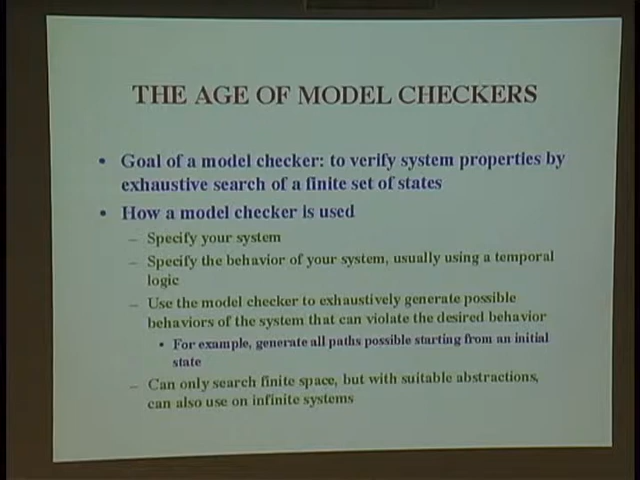 THE AGE OF MODEL CHECKERS
• Goal of a model checker: to verify system properties by
exhaustive search of a finite set of states
• How a model checker is used
– Specify your system
– Specify the behavior of your system, usually using a temporal
logic
– Use the model checker to exhaustively generate possible
behaviors of the system that can violate the desired behavior
• For example, generate all paths possible starting from an initial
state
– Can only search finite space, but with suitable abstractions,
can also use on infinite systems